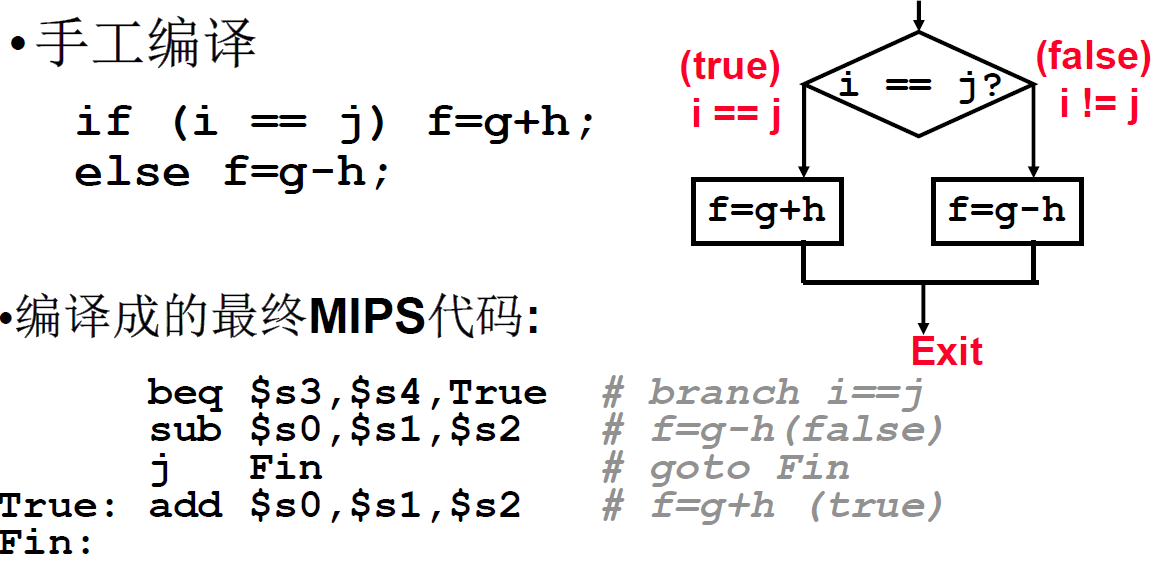 •手工编译
if (i == j) f=g+h;
else f=g-h;
i == j?
(true)
i == j
(false)
i != j
f=g+h
f=g-h
Exit
•编译成的最终MIPS代码:
beq $s3,$s4,True # branch i==j
sub $s0,$s1,$s2 # f=g-h(false)
j Fin # goto Fin
True: add $s0,$s1,$s2 # f=g+h (true)
Fin: